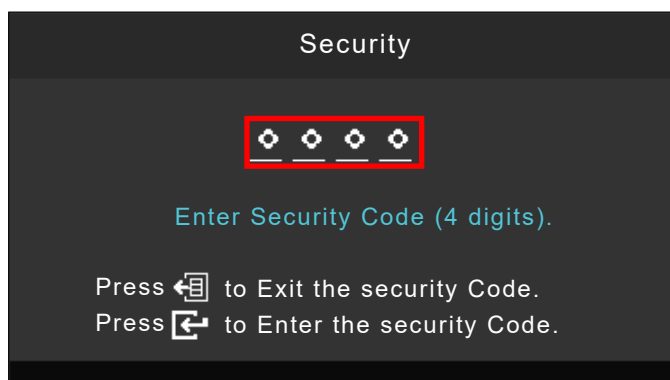 Security
Enter Security Code (4 digits).
Press to Exit the security Code.
Press to Enter the security Code.